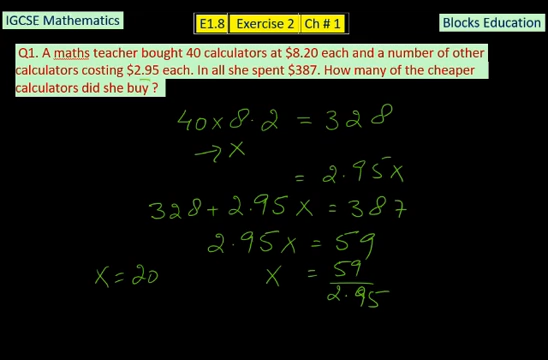 IGCSE Mathematics
E1.8 Exercise 2 Ch # 1
Blocks Education
Q1. A maths teacher bought 40 calculators at $8.20 each and a number of other
calculators costing $2.95 each. In all she spent $387. How many of the cheaper
calculators did she buy ?
40 x 8.2 = 328
→ x
= 2.95x
328 + 2.95 x = 387
2.95x = 59
x = 20 x = 59
2.95